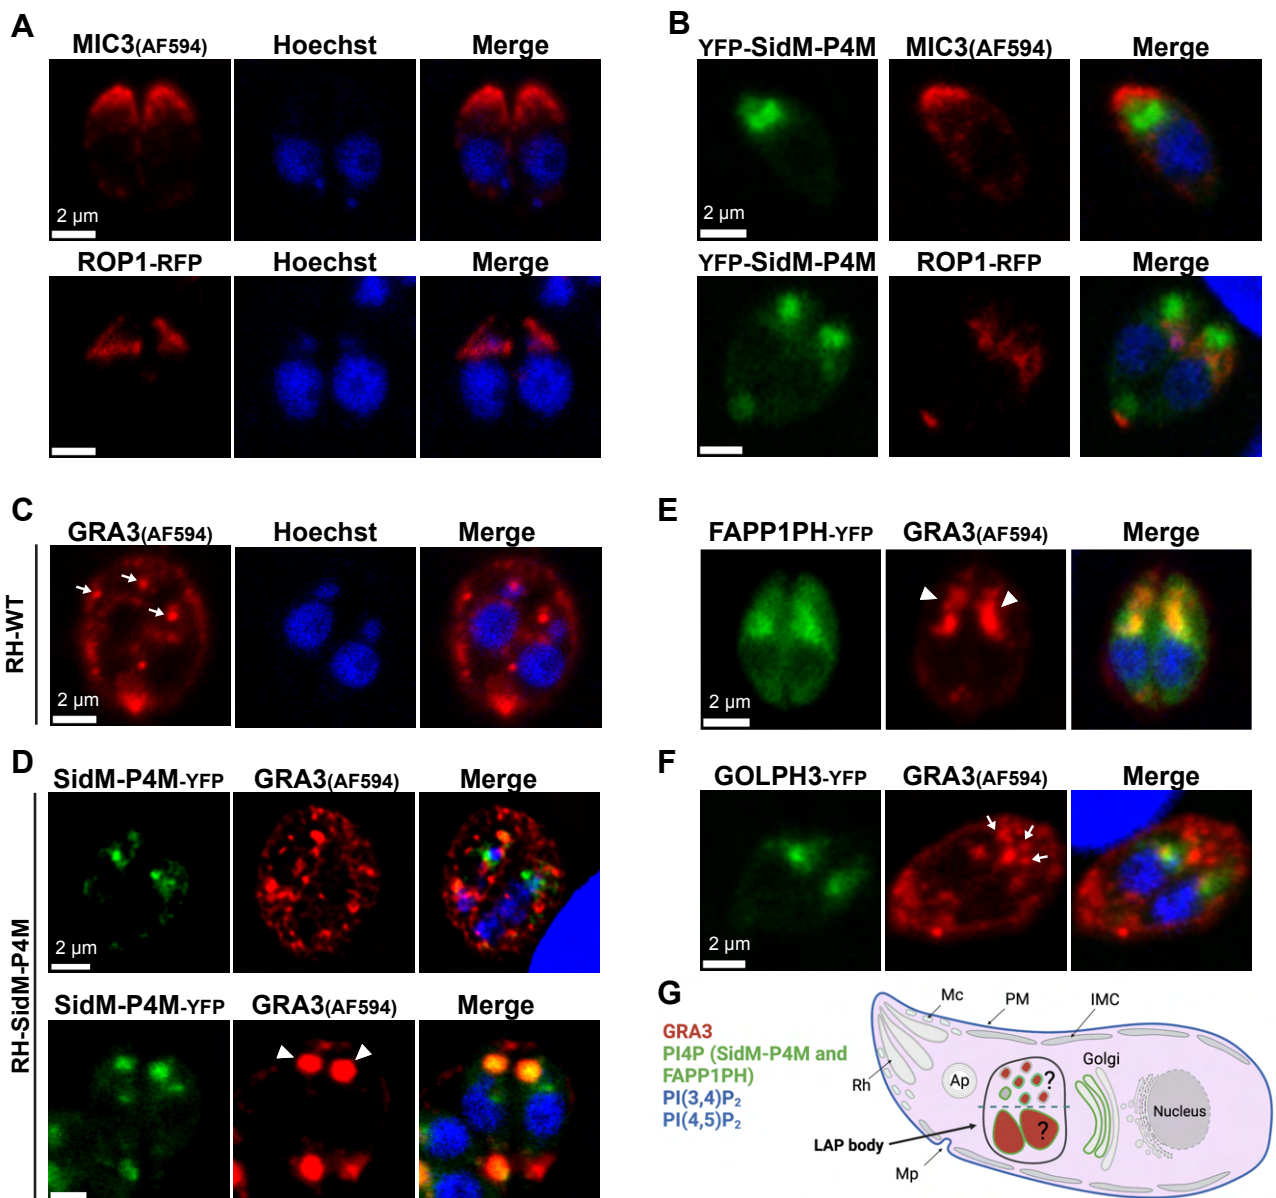 A
MIC3(AF594) Hoechst Merge
2 µm
ROP1-RFP Hoechst Merge
B
YFP-SidM-P4M MIC3(AF594) Merge
2 µm
YFP-SidM-P4M ROP1-RFP Merge
C
RH-WT
GRA3(AF594) Hoechst Merge
2 µm
D
RH-SidM-P4M
SidM-P4M-YFP GRA3(AF594) Merge
2 µm
SidM-P4M-YFP GRA3(AF594) Merge
E
FAPP1PH-YFP GRA3(AF594) Merge
2 µm
F
GOLPH3-YFP GRA3(AF594) Merge
2 µm
G
GRA3
PI4P (SidM-P4M and
FAPP1PH)
PI(3,4)P₂
PI(4,5)P₂
Mc
PM
IMC
Rh
Ap
?
?
Golgi
Nucleus
LAP body
Mp